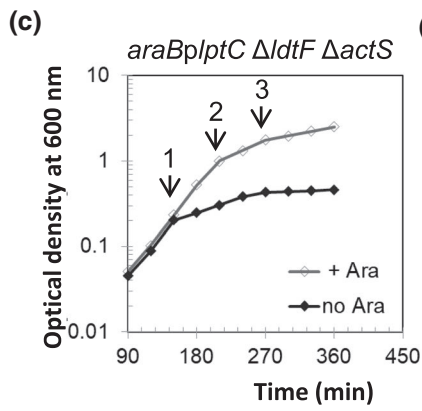 (c)
araBplptC ΔldtF ΔactS
Optical density at 600 nm
10
1
0.1
0.01
1
2
3
+ Ara
no Ara
90 180 270 360 450
Time (min)